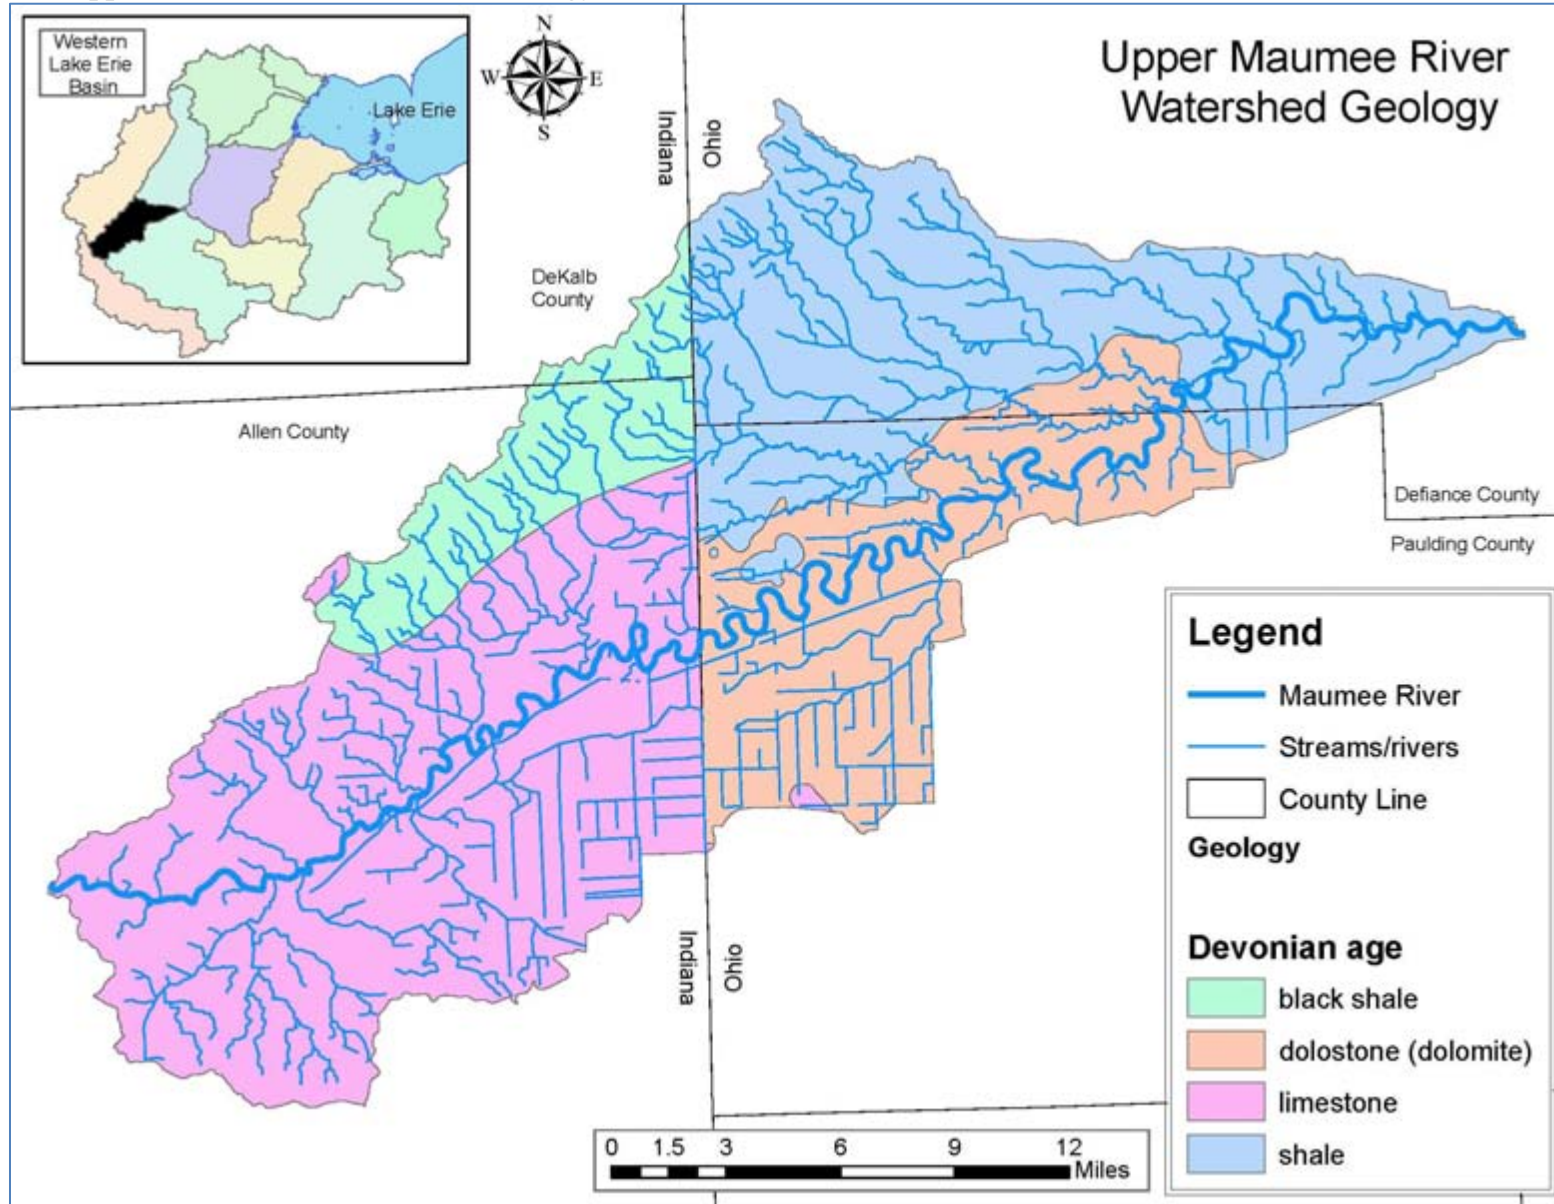 Western
Lake Erie
Basin
Lake Erie
N
W
E
S
Upper Maumee River
Watershed Geology
Indiana
Ohio
DeKalb
County
Allen County
Defiance County
Paulding County
Indiana
Ohio
Legend
Maumee River
Streams/rivers
County Line
Geology
Devonian age
black shale
dolostone (dolomite)
limestone
shale
0 1.5 3 6 9 12
Miles